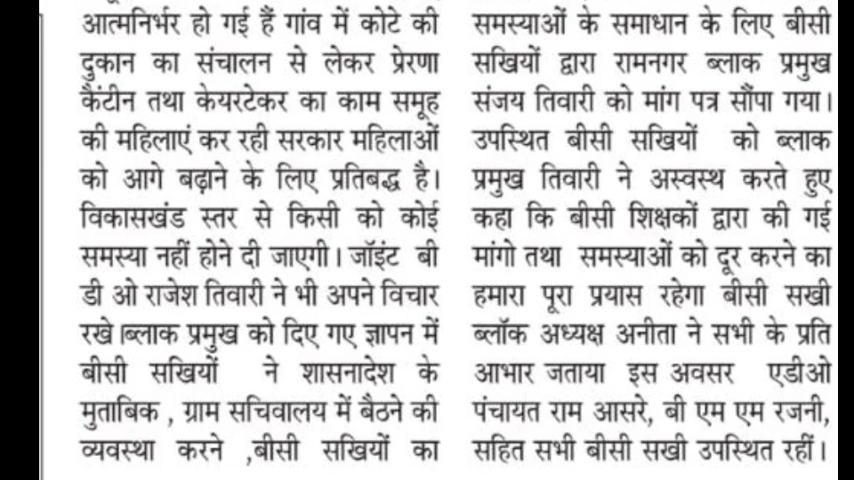 आत्मनिर्भर हो गई हैं गांव में कोटे की
दुकान का संचालन से लेकर प्रेरणा
कैंटीन तथा केयरटेकर का काम समूह
की महिलाएं कर रही सरकार महिलाओं
को आगे बढ़ाने के लिए प्रतिबद्ध है।
विकासखंड स्तर से किसी को कोई
समस्या नहीं होने दी जाएगी। जॉइंट बी
डी ओ राजेश तिवारी ने भी अपने विचार
रखे।ब्लाक प्रमुख को दिए गए ज्ञापन में
बीसी सखियों ने शासनादेश के
मुताबिक , ग्राम सचिवालय में बैठने की
व्यवस्था करने ,बीसी सखियों का
समस्याओं के समाधान के लिए बीसी
सखियों द्वारा रामनगर ब्लाक प्रमुख
संजय तिवारी को मांग पत्र सौंपा गया।
उपस्थित बीसी सखियों को ब्लाक
प्रमुख तिवारी ने अस्वस्थ करते हुए
कहा कि बीसी शिक्षकों द्वारा की गई
मांगो तथा समस्याओं को दूर करने का
हमारा पूरा प्रयास रहेगा बीसी सखी
ब्लॉक अध्यक्ष अनीता ने सभी के प्रति
आभार जताया इस अवसर एडीओ
पंचायत राम आसरे, बी एम एम रजनी,
सहित सभी बीसी सखी उपस्थित रहीं।